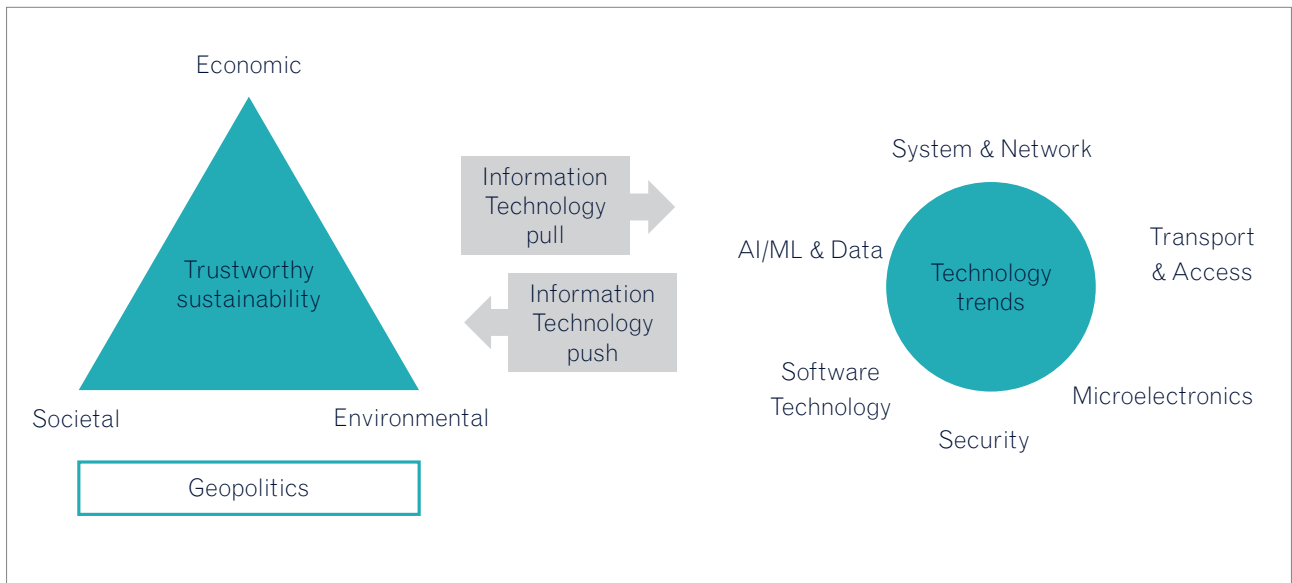 Economic
Trustworthy
sustainability
Societal
Environmental
Geopolitics
Information
Technology
pull
Information
Technology
push
System & Network
AI/ML & Data
Transport
& Access
Technology
trends
Software
Technology
Microelectronics
Security